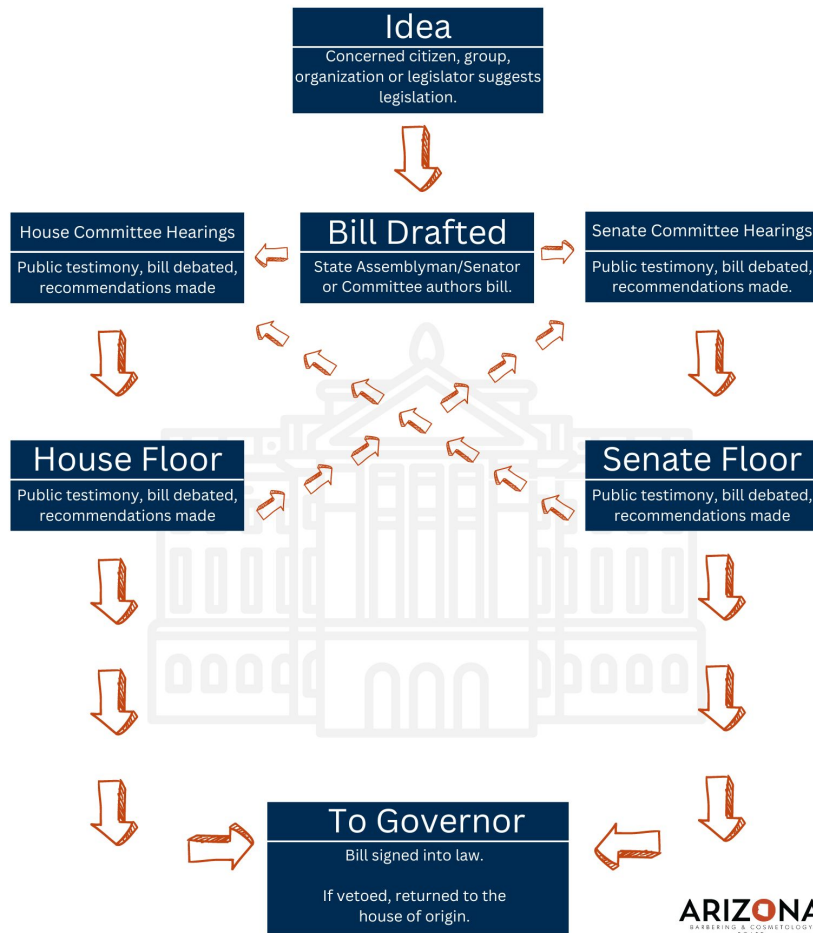 Idea
Concerned citizen, group,
organization or legislator suggests
legislation.
House Committee Hearings
Public testimony, bill debated,
recommendations made
Bill Drafted
State Assemblyman/Senator
or Committee authors bill.
Senate Committee Hearings
Public testimony, bill debated,
recommendations made.
House Floor
Public testimony, bill debated,
recommendations made
Senate Floor
Public testimony, bill debated,
recommendations made
To Governor
Bill signed into law.
If vetoed, returned to the
house of origin.
ARIZONA
BARBERING & COSMETOLOGY